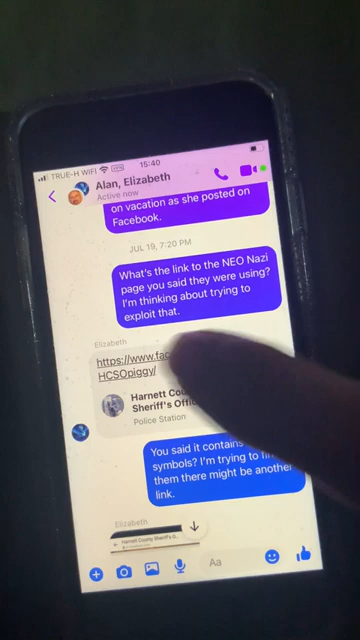 TRUE-H WIFI VPN 15:40
Alan, Elizabeth
Active now
on vacation as she posted on
Facebook.
JUL 19, 7:20 PM
What's the link to the NEO Nazi
page you said they were using?
I'm thinking about trying to
exploit that.
Elizabeth
https://www.fac
HCSOpiggy/
Harnett Cou
Sheriff's Offi
Police Station
You said it contains
symbols? I'm trying to
them there might be another
link.
Elizabeth
Harnett County Sheriff's O...
Aa